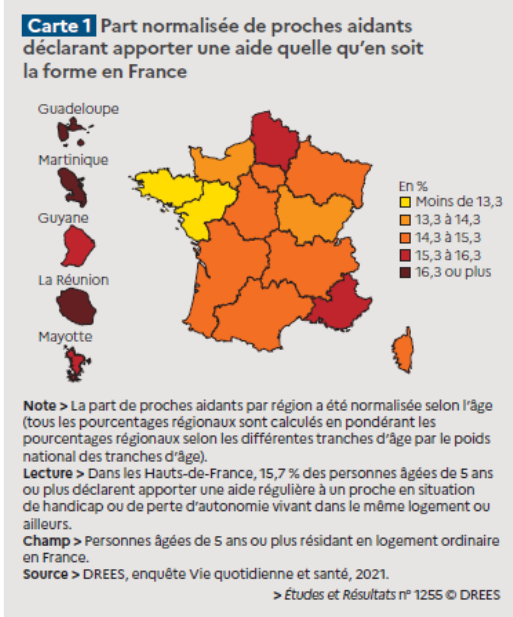 Carte 1 Part normalisée de proches aidants
déclarant apporter une aide quelle qu'en soit
la forme en France
Guadeloupe
Martinique
Guyane
La Réunion
Mayotte
En %
Moins de 13,3
13,3 à 14,3
14,3 à 15,3
15,3 à 16,3
16,3 ou plus
Note > La part de proches aidants par région a été normalisée selon l'âge
(tous les pourcentages régionaux sont calculés en pondérant les
pourcentages régionaux selon les différentes tranches d'âge par le poids
national des tranches d'âge).
Lecture > Dans les Hauts-de-France, 15,7 % des personnes âgées de 5 ans
ou plus déclarent apporter une aide régulière à un proche en situation
de handicap ou de perte d'autonomie vivant dans le même logement ou
ailleurs.
Champ > Personnes âgées de 5 ans ou plus résidant en logement ordinaire
en France.
Source > DREES, enquête Vie quotidienne et santé, 2021.
> Études et Résultats n° 1255 © DREES